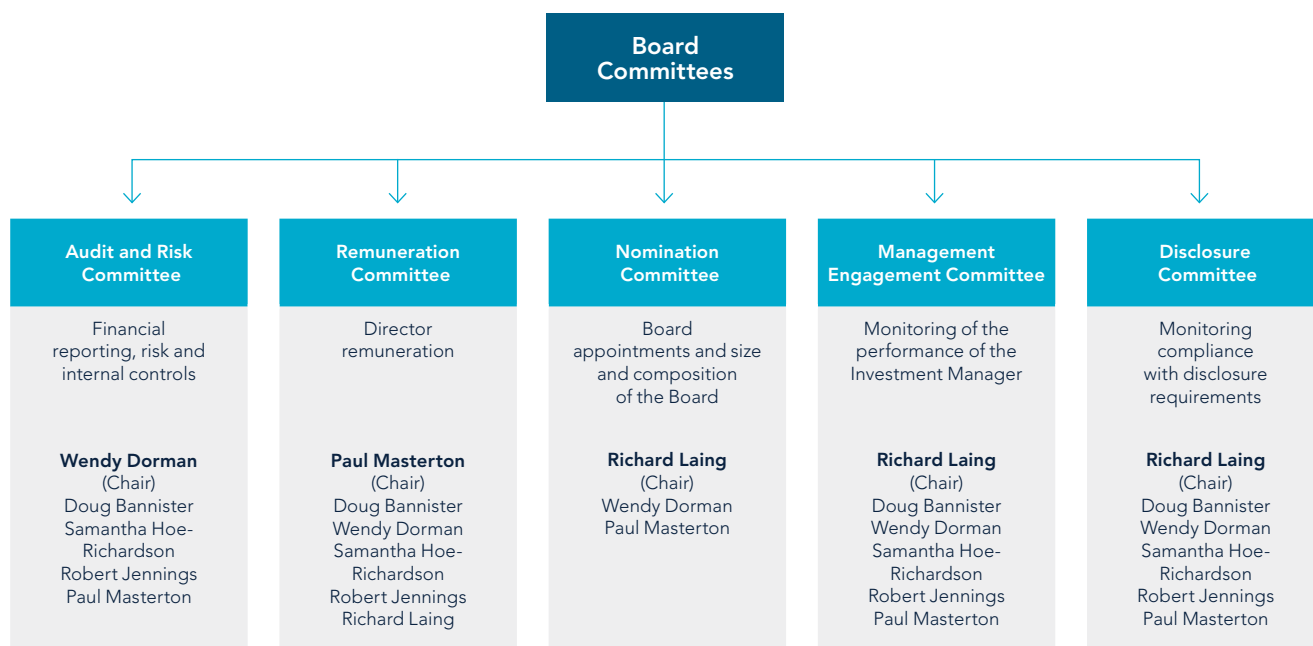 Board
Committees
Audit and Risk
Committee
Financial
reporting, risk and
internal controls
Wendy Dorman
(Chair)
Doug Bannister
Samantha Hoe-
Richardson
Robert Jennings
Paul Masterton
Remuneration
Committee
Director
remuneration
Paul Masterton
(Chair)
Doug Bannister
Wendy Dorman
Samantha Hoe-
Richardson
Robert Jennings
Richard Laing
Nomination
Committee
Board
appointments and size
and composition
of the Board
Richard Laing
(Chair)
Wendy Dorman
Paul Masterton
Management
Engagement Committee
Monitoring of the
performance of the
Investment Manager
Richard Laing
(Chair)
Doug Bannister
Wendy Dorman
Samantha Hoe-
Richardson
Robert Jennings
Paul Masterton
Disclosure
Committee
Monitoring
compliance
with disclosure
requirements
Richard Laing
(Chair)
Doug Bannister
Wendy Dorman
Samantha Hoe-
Richardson
Robert Jennings
Paul Masterton